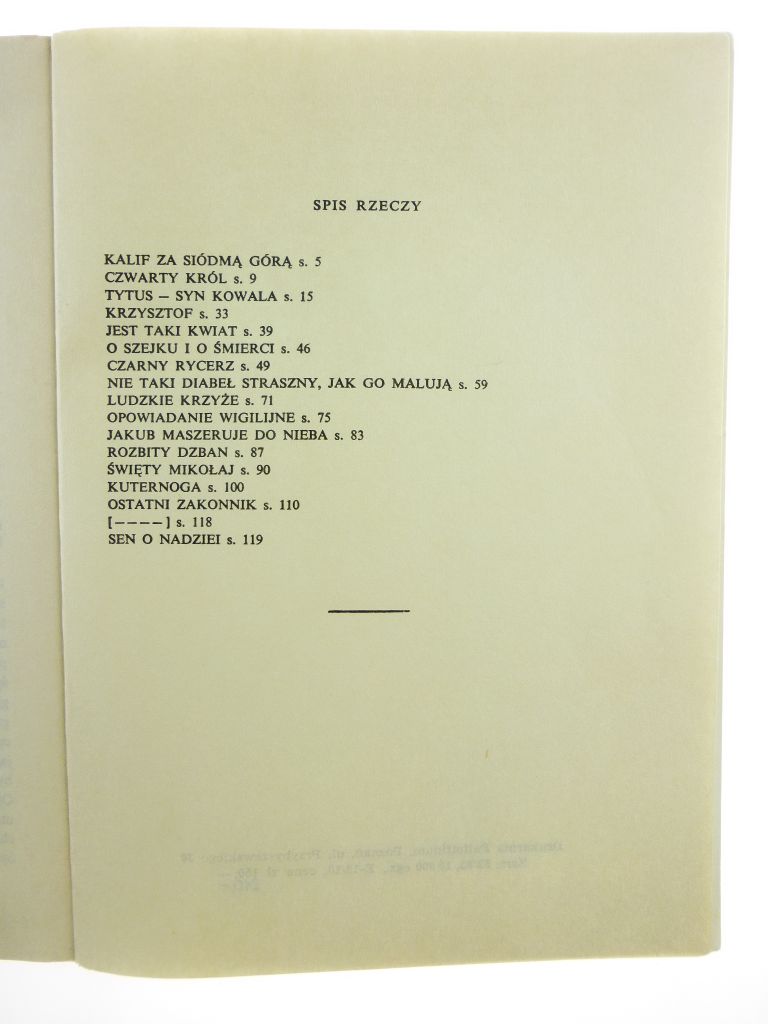 SPIS RZECZY
KALIF ZA SIÓDMĄ GÓRĄ s. 5
CZWARTY KRÓL s. 9
TYTUS – SYN KOWALA s. 15
KRZYSZTOF s. 33
JEST TAKI KWIAT s. 39
O SZEJKU I O ŚMIERCI s. 46
CZARNY RYCERZ s. 49
NIE TAKI DIABEŁ STRASZNY, JAK GO MALUJĄ s. 59
LUDZKIE KRZYŻE s. 71
OPOWIADANIE WIGILIJNE s. 75
JAKUB MASZERUJE DO NIEBA s. 83
ROZBITY DZBAN s. 87
ŚWIĘTY MIKOŁAJ s. 90
KUTERNOGA s. 100
OSTATNI ZAKONNIK s. 110
[––––] s. 118
SEN O NADZIEI s. 119